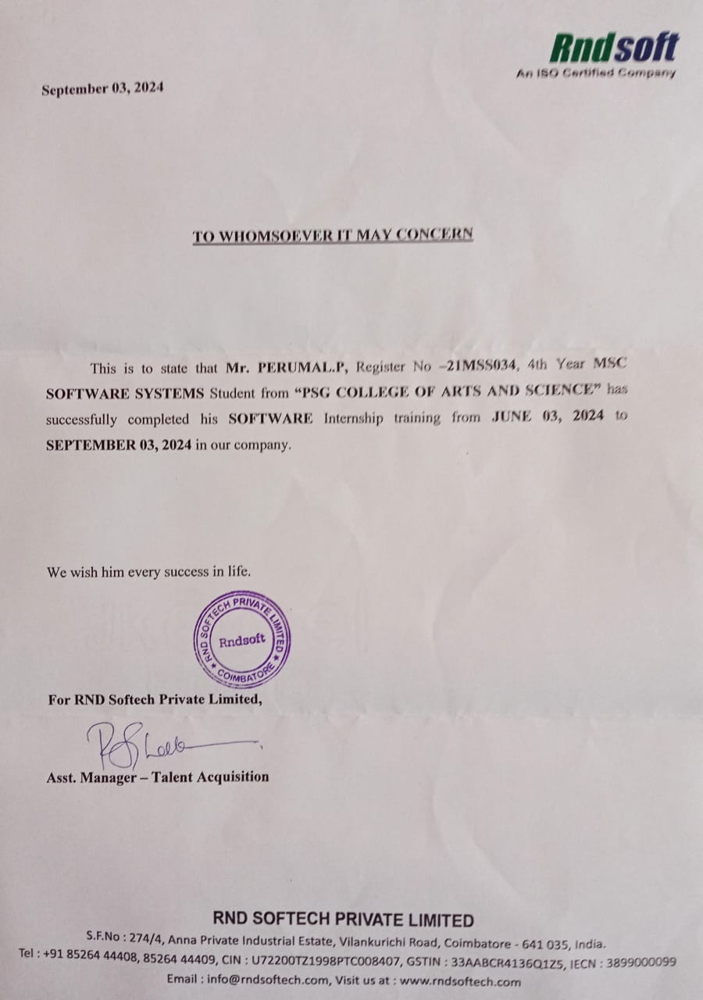 Rndsoft
An ISO Certified Company
September 03, 2024
TO WHOMSOEVER IT MAY CONCERN
This is to state that Mr. PERUMAL.P, Register No –21MSS034, 4th Year MSC
SOFTWARE SYSTEMS Student from “PSG COLLEGE OF ARTS AND SCIENCE” has
successfully completed his SOFTWARE Internship training from JUNE 03, 2024 to
SEPTEMBER 03, 2024 in our company.
We wish him every success in life.
RND SOFTECH PRIVATE LIMITED
Rndsoft
★ COIMBATORE ★
For RND Softech Private Limited,
Asst. Manager – Talent Acquisition
RND SOFTECH PRIVATE LIMITED
S.F.No : 274/4, Anna Private Industrial Estate, Vilankurichi Road, Coimbatore - 641 035, India.
Tel : +91 85264 44408, 85264 44409, CIN : U72200TZ1998PTC008407, GSTIN : 33AABCR4136Q1Z5, IECN : 3899000099
Email : info@rndsoftech.com, Visit us at : www.rndsoftech.com